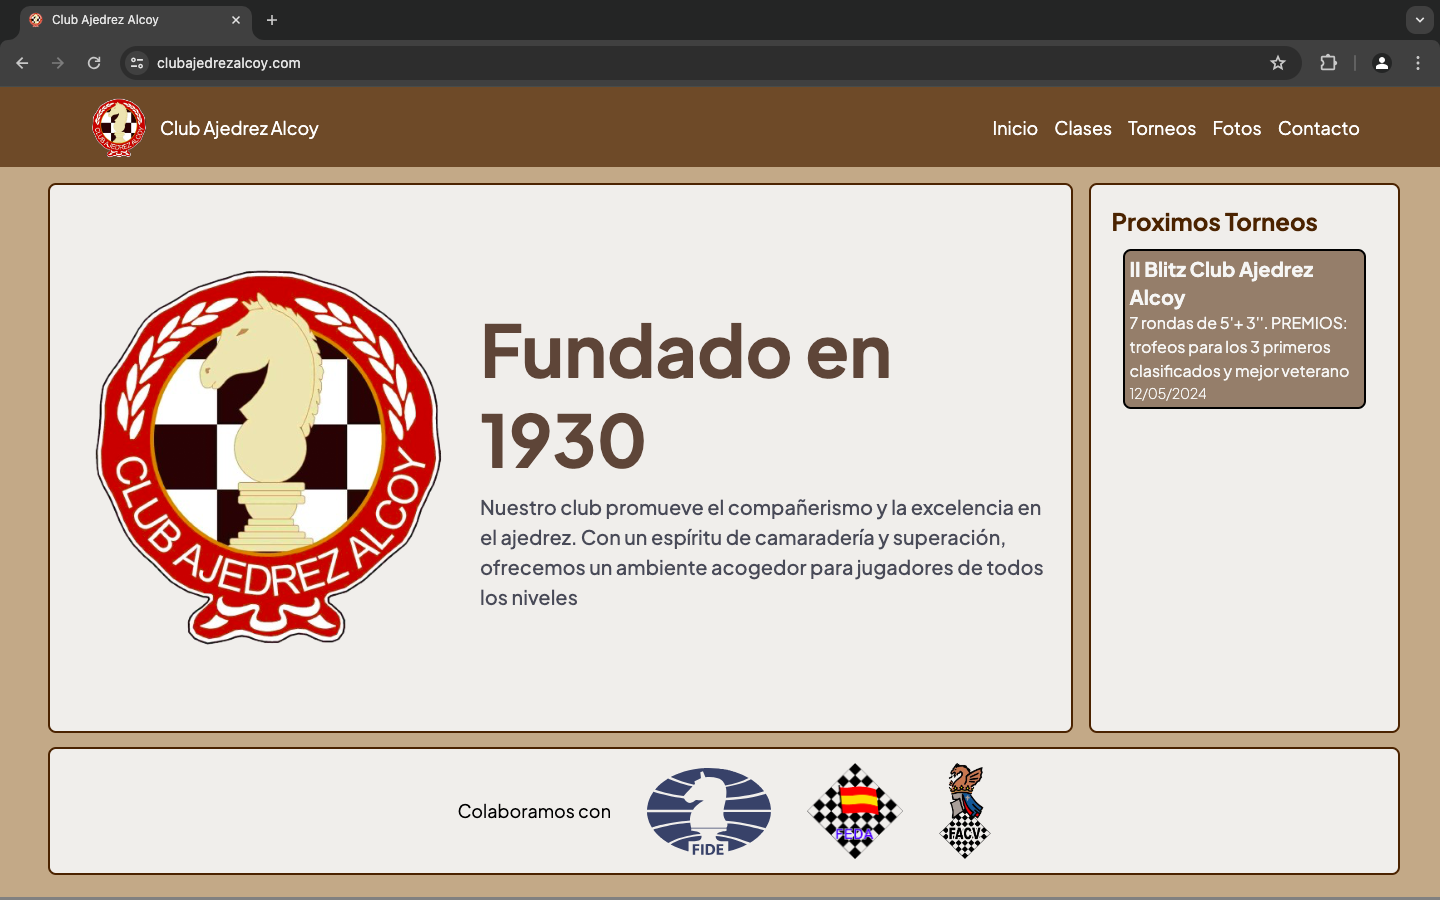 Club Ajedrez Alcoy
clubajedrezalcoy.com
Club Ajedrez Alcoy
Inicio Clases Torneos Fotos Contacto
CLUB AJEDREZ ALCOY
Fundado en
1930
Nuestro club promueve el compañerismo y la excelencia en
el ajedrez. Con un espíritu de camaradería y superación,
ofrecemos un ambiente acogedor para jugadores de todos
los niveles
Proximos Torneos
II Blitz Club Ajedrez
Alcoy
7 rondas de 5'+ 3''. PREMIOS:
trofeos para los 3 primeros
clasificados y mejor veterano
12/05/2024
Colaboramos con
FIDE
FEDA
FACV